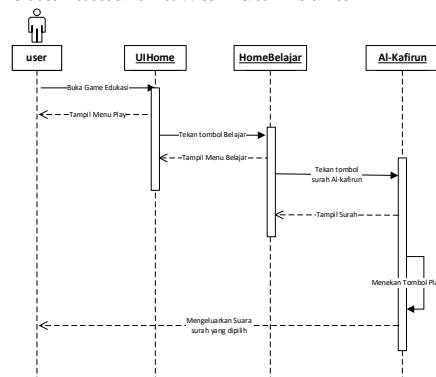 user
UIHome
HomeBelajar
Al-Kafirun
Buka Game Edukasi
Tampil Menu Play
Tekan tombol Belajar
Tampil Menu Belajar
Tekan tombol
surah Al-kafirun
Tampil Surah
Menekan Tombol Pla
Mengeluarkan Suara
surah yang dipilih